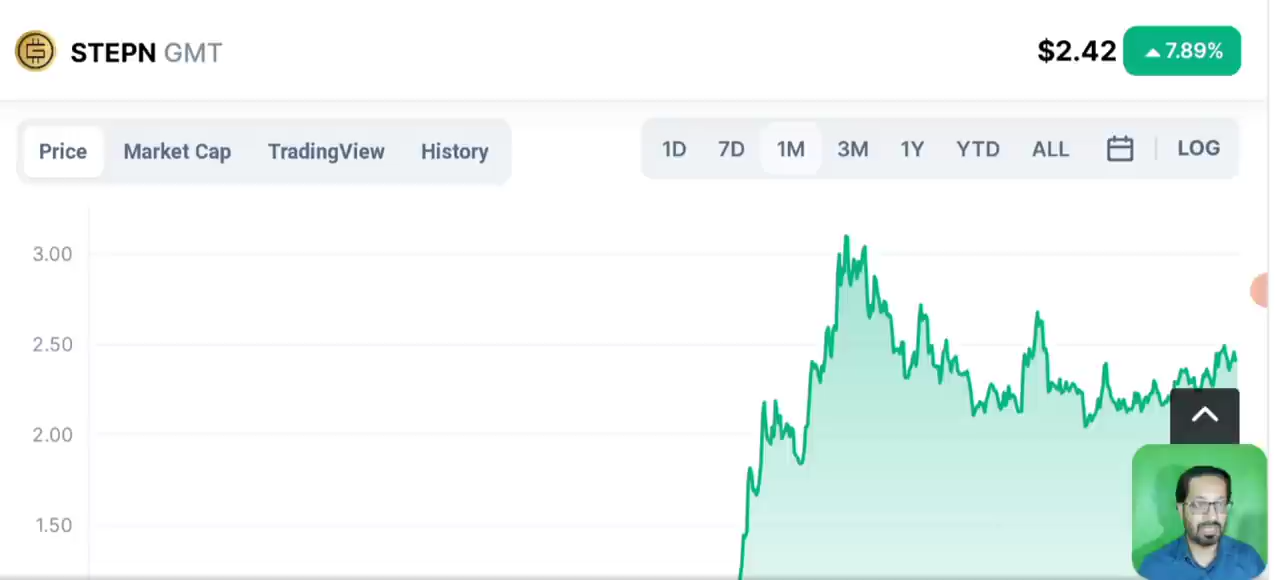 STEPN GMT
$2.42 7.89%
Price Market Cap TradingView History
1D 7D 1M 3M 1Y YTD ALL LOG
3.00
2.50
2.00
1.50